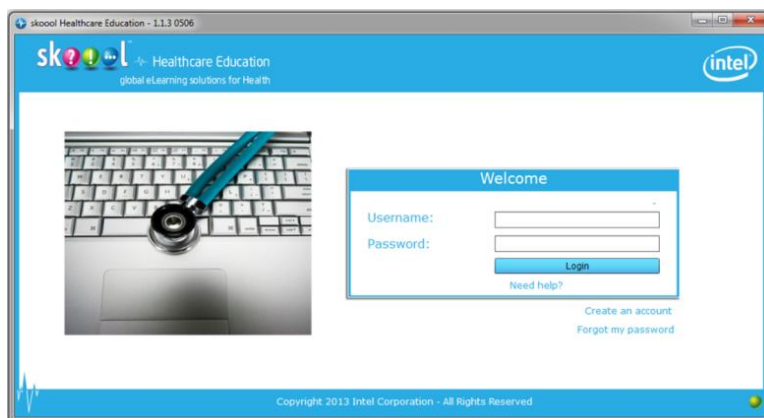 skoool Healthcare Education - 1.1.3 0506
sk?!...l Healthcare Education
global eLearning solutions for Health
intel
Welcome
Username:
Password:
Login
Need help?
Create an account
Forgot my password
Copyright 2013 Intel Corporation - All Rights Reserved